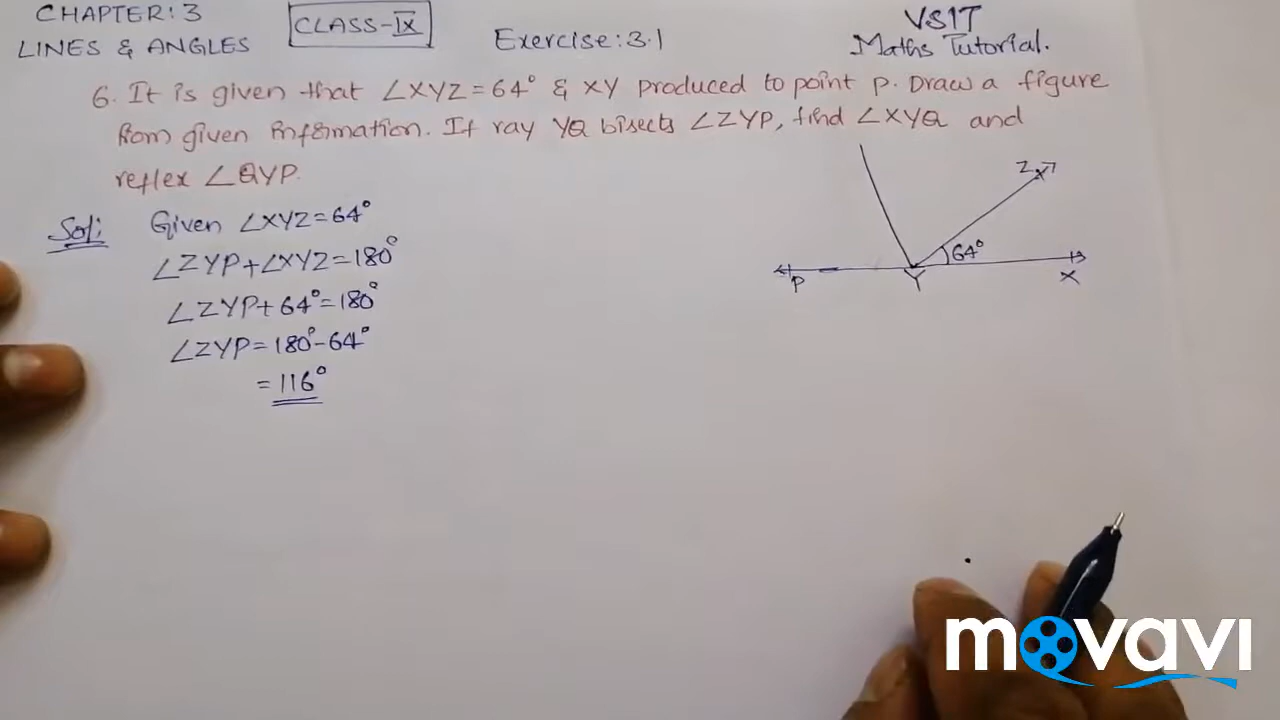 CHAPTER: 3
LINES & ANGLES
CLASS-IX
Exercise: 3.1
VSIT
Maths Tutorial.
6. It is given that ∠XYZ = 64° & XY produced to point P. Draw a figure
from given information. If ray YQ bisects ∠ZYP, find ∠XYQ and
reflex ∠QYP.
Sol:
Given ∠XYZ = 64°
∠ZYP + ∠XYZ = 180°
∠ZYP + 64° = 180°
∠ZYP = 180° - 64°
= 116°
Z
64°
P
Y
X
movavi